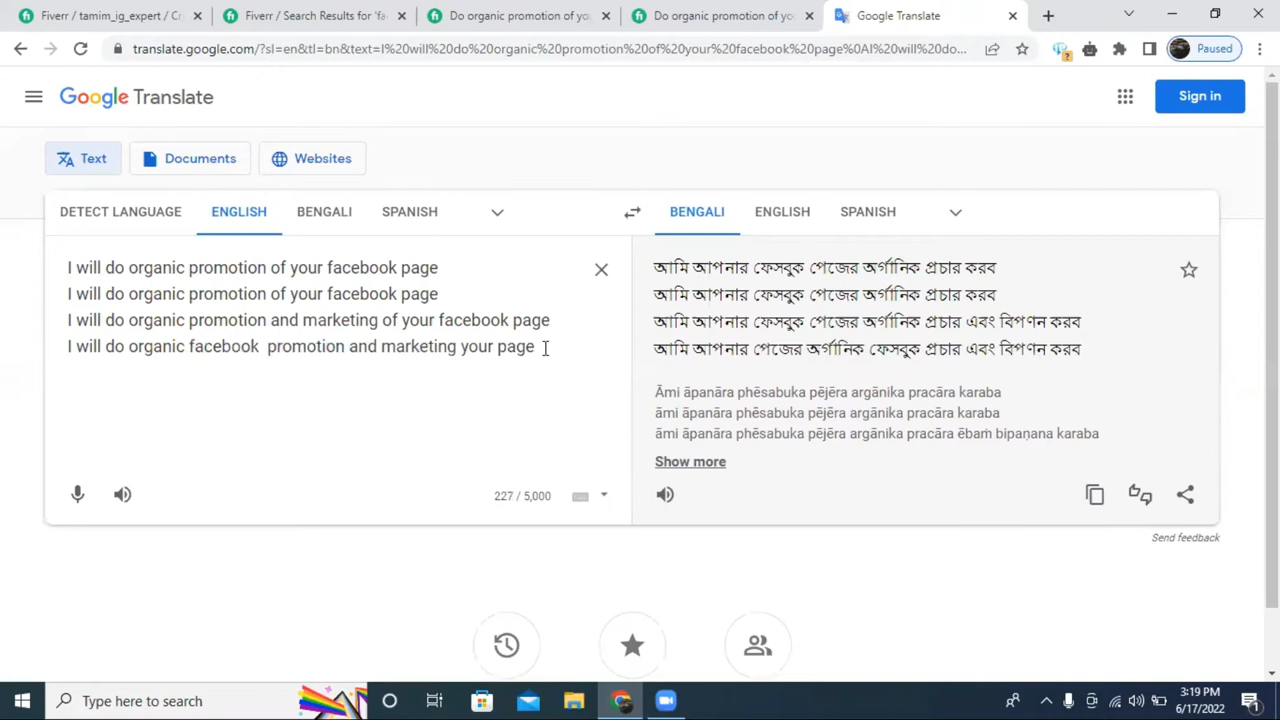 Fiverr / tamim_ig_expert / Cr
Fiverr / Search Results for 'fa
Do organic promotion of you
Do organic promotion of your
Google Translate
translate.google.com/?sl=en&tl=bn&text=I%20will%20do%20organic%20promotion%20of%20your%20facebook%20page%0AI%20will%20do...
Paused
Google Translate
Sign in
Text
Documents
Websites
DETECT LANGUAGE
ENGLISH
BENGALI
SPANISH
BENGALI
ENGLISH
SPANISH
I will do organic promotion of your facebook page
I will do organic promotion of your facebook page
I will do organic promotion and marketing of your facebook page
I will do organic facebook  promotion and marketing your page
227 / 5,000
আমি আপনার ফেসবুক পেজের অর্গানিক প্রচার করব
আমি আপনার ফেসবুক পেজের অর্গানিক প্রচার করব
আমি আপনার ফেসবুক পেজের অর্গানিক প্রচার এবং বিপণন করব
আমি আপনার পেজের অর্গানিক ফেসবুক প্রচার এবং বিপণন করব
Āmi āpanāra phēsabuka pējēra argānika pracāra karaba
āmi āpanāra phēsabuka pējēra argānika pracāra karaba
āmi āpanāra phēsabuka pējēra argānika pracāra ēbaṁ bipaṇana karaba
Show more
Send feedback
Type here to search
3:19 PM
6/17/2022